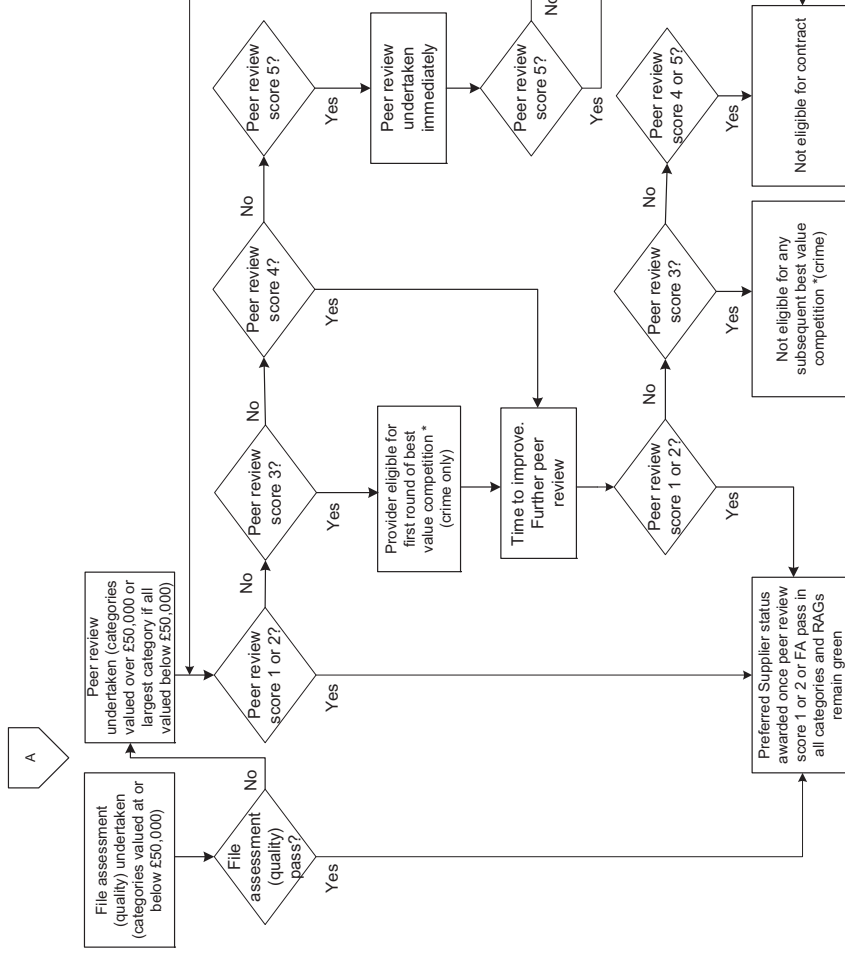 A
File assessment
(quality) undertaken
(categories valued at or
below £50,000)
File
assessment
(quality)
pass?
No
Yes
Peer review
undertaken (categories
valued over £50,000 or
largest category if all
valued below £50,000)
Peer review
score 1 or 2?
No
Yes
Peer review
score 3?
No
Yes
Peer review
score 4?
No
Yes
Peer review
score 5?
Yes
Provider eligible for
first round of best
value competition *
(crime only)
Peer review
undertaken
immediately
Peer review
score 5?
No
Yes
Time to improve.
Further peer
review
Peer review
score 1 or 2?
No
Yes
Peer review
score 3?
No
Yes
Peer review
score 4 or 5?
Yes
Preferred Supplier status
awarded once peer review
score 1 or 2 or FA pass in
all categories and RAGs
remain green
Not eligible for any
subsequent best value
competition *(crime)
Not eligible for contract